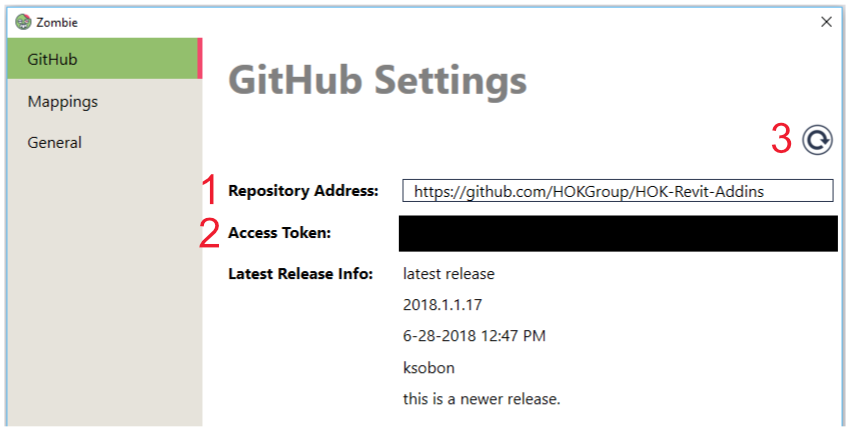 Zombie
GitHub
Mappings
General
GitHub Settings
3
1 Repository Address: https://github.com/HOKGroup/HOK-Revit-Addins
2 Access Token:
Latest Release Info: latest release
2018.1.1.17
6-28-2018 12:47 PM
ksobon
this is a newer release.